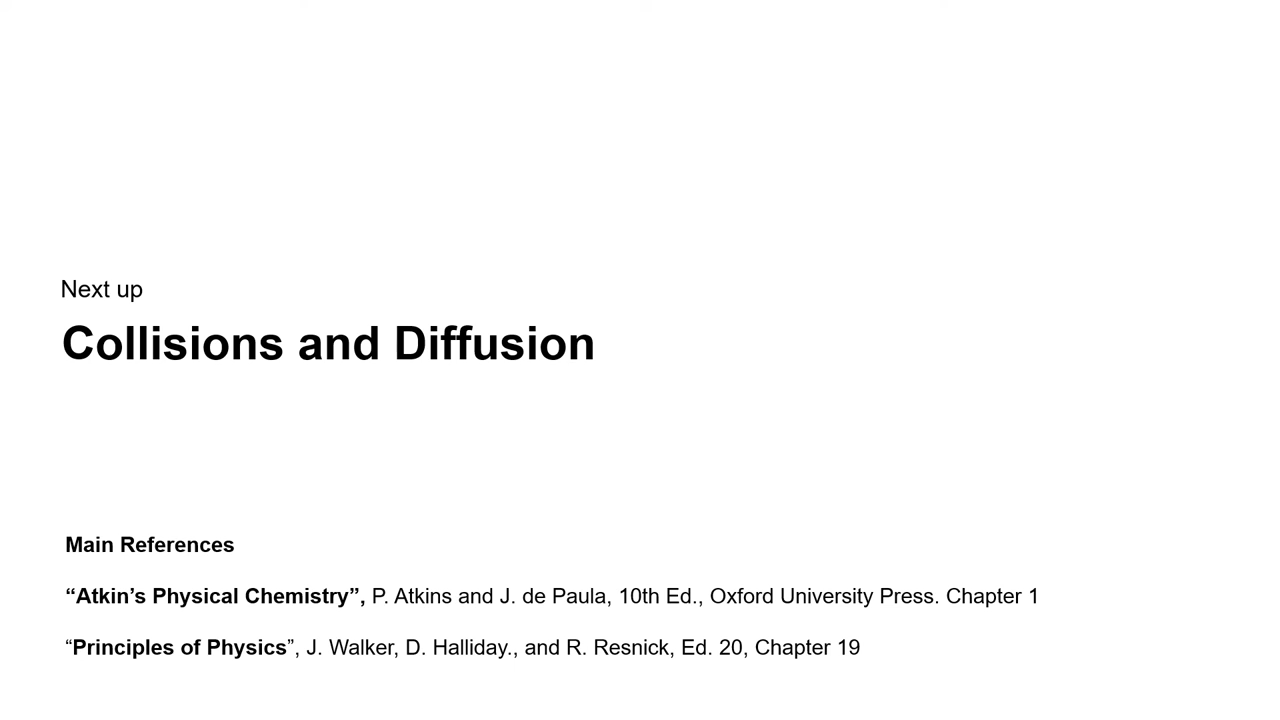 Next up
Collisions and Diffusion
Main References
“Atkin’s Physical Chemistry”, P. Atkins and J. de Paula, 10th Ed., Oxford University Press. Chapter 1
“Principles of Physics”, J. Walker, D. Halliday., and R. Resnick, Ed. 20, Chapter 19